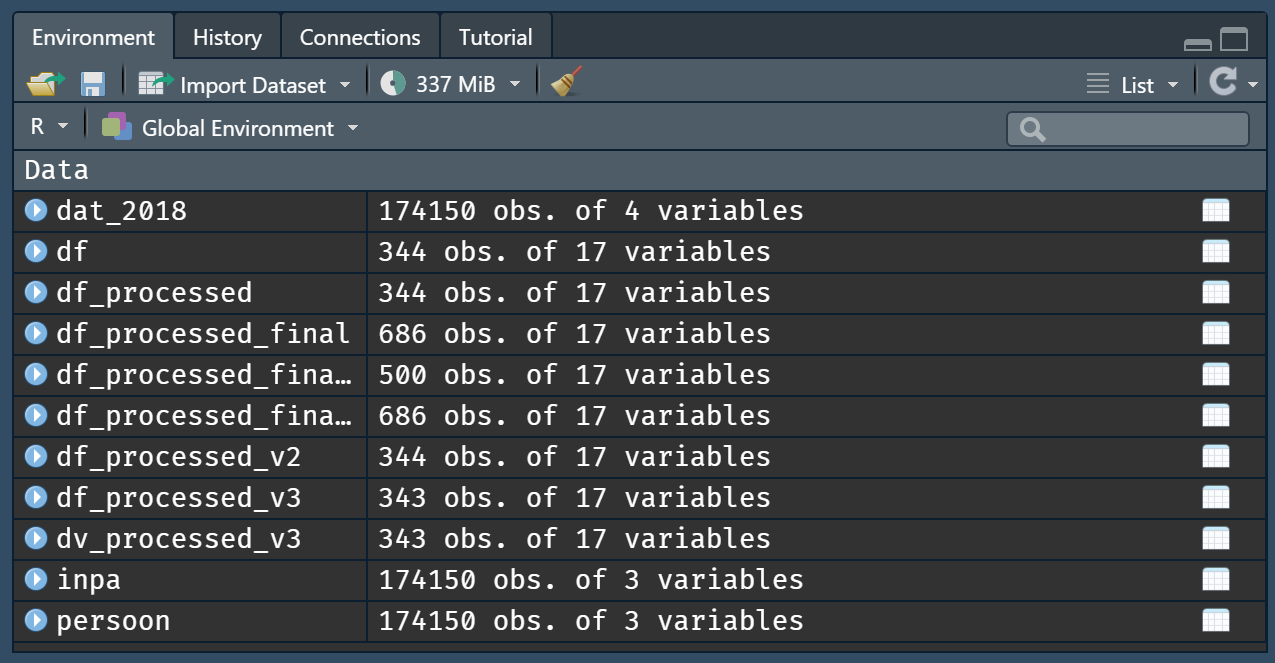 Environment History Connections Tutorial
Import Dataset 337 MiB List
R Global Environment
Data
dat_2018 174150 obs. of 4 variables
df 344 obs. of 17 variables
df_processed 344 obs. of 17 variables
df_processed_final 686 obs. of 17 variables
df_processed_fina… 500 obs. of 17 variables
df_processed_fina… 686 obs. of 17 variables
df_processed_v2 344 obs. of 17 variables
df_processed_v3 343 obs. of 17 variables
dv_processed_v3 343 obs. of 17 variables
inpa 174150 obs. of 3 variables
persoon 174150 obs. of 3 variables